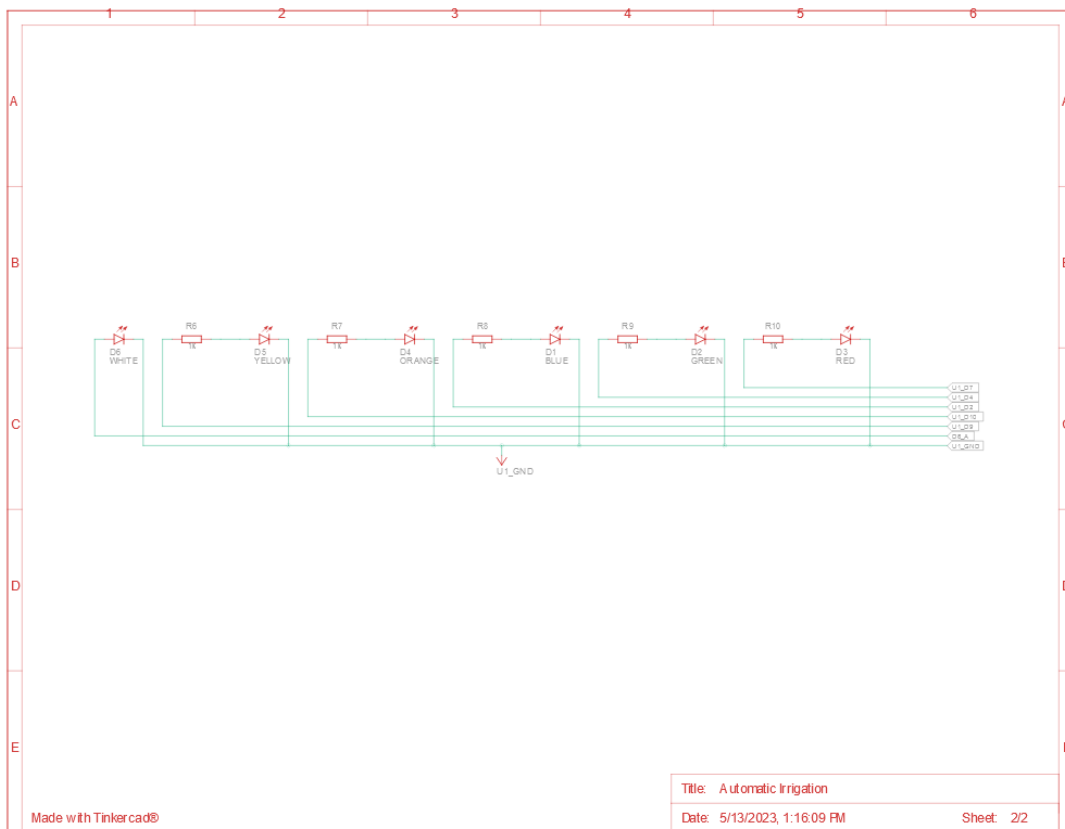 1 2 3 4 5 6
A A
B
R6 R7 R8 R9 R10
1k 1k 1k 1k 1k
D6 D5 D4 D1 D2 D3
WHITE YELLOW ORANGE BLUE GREEN RED
U1_D7
U1_D4
U1_D10
U1_D9
D6_A
U1_GND
C
U1_GND
D
E
Title: Automatic Irrigation
Made with Tinkercad®
Date: 5/13/2023, 1:16:09 PM Sheet: 2/2